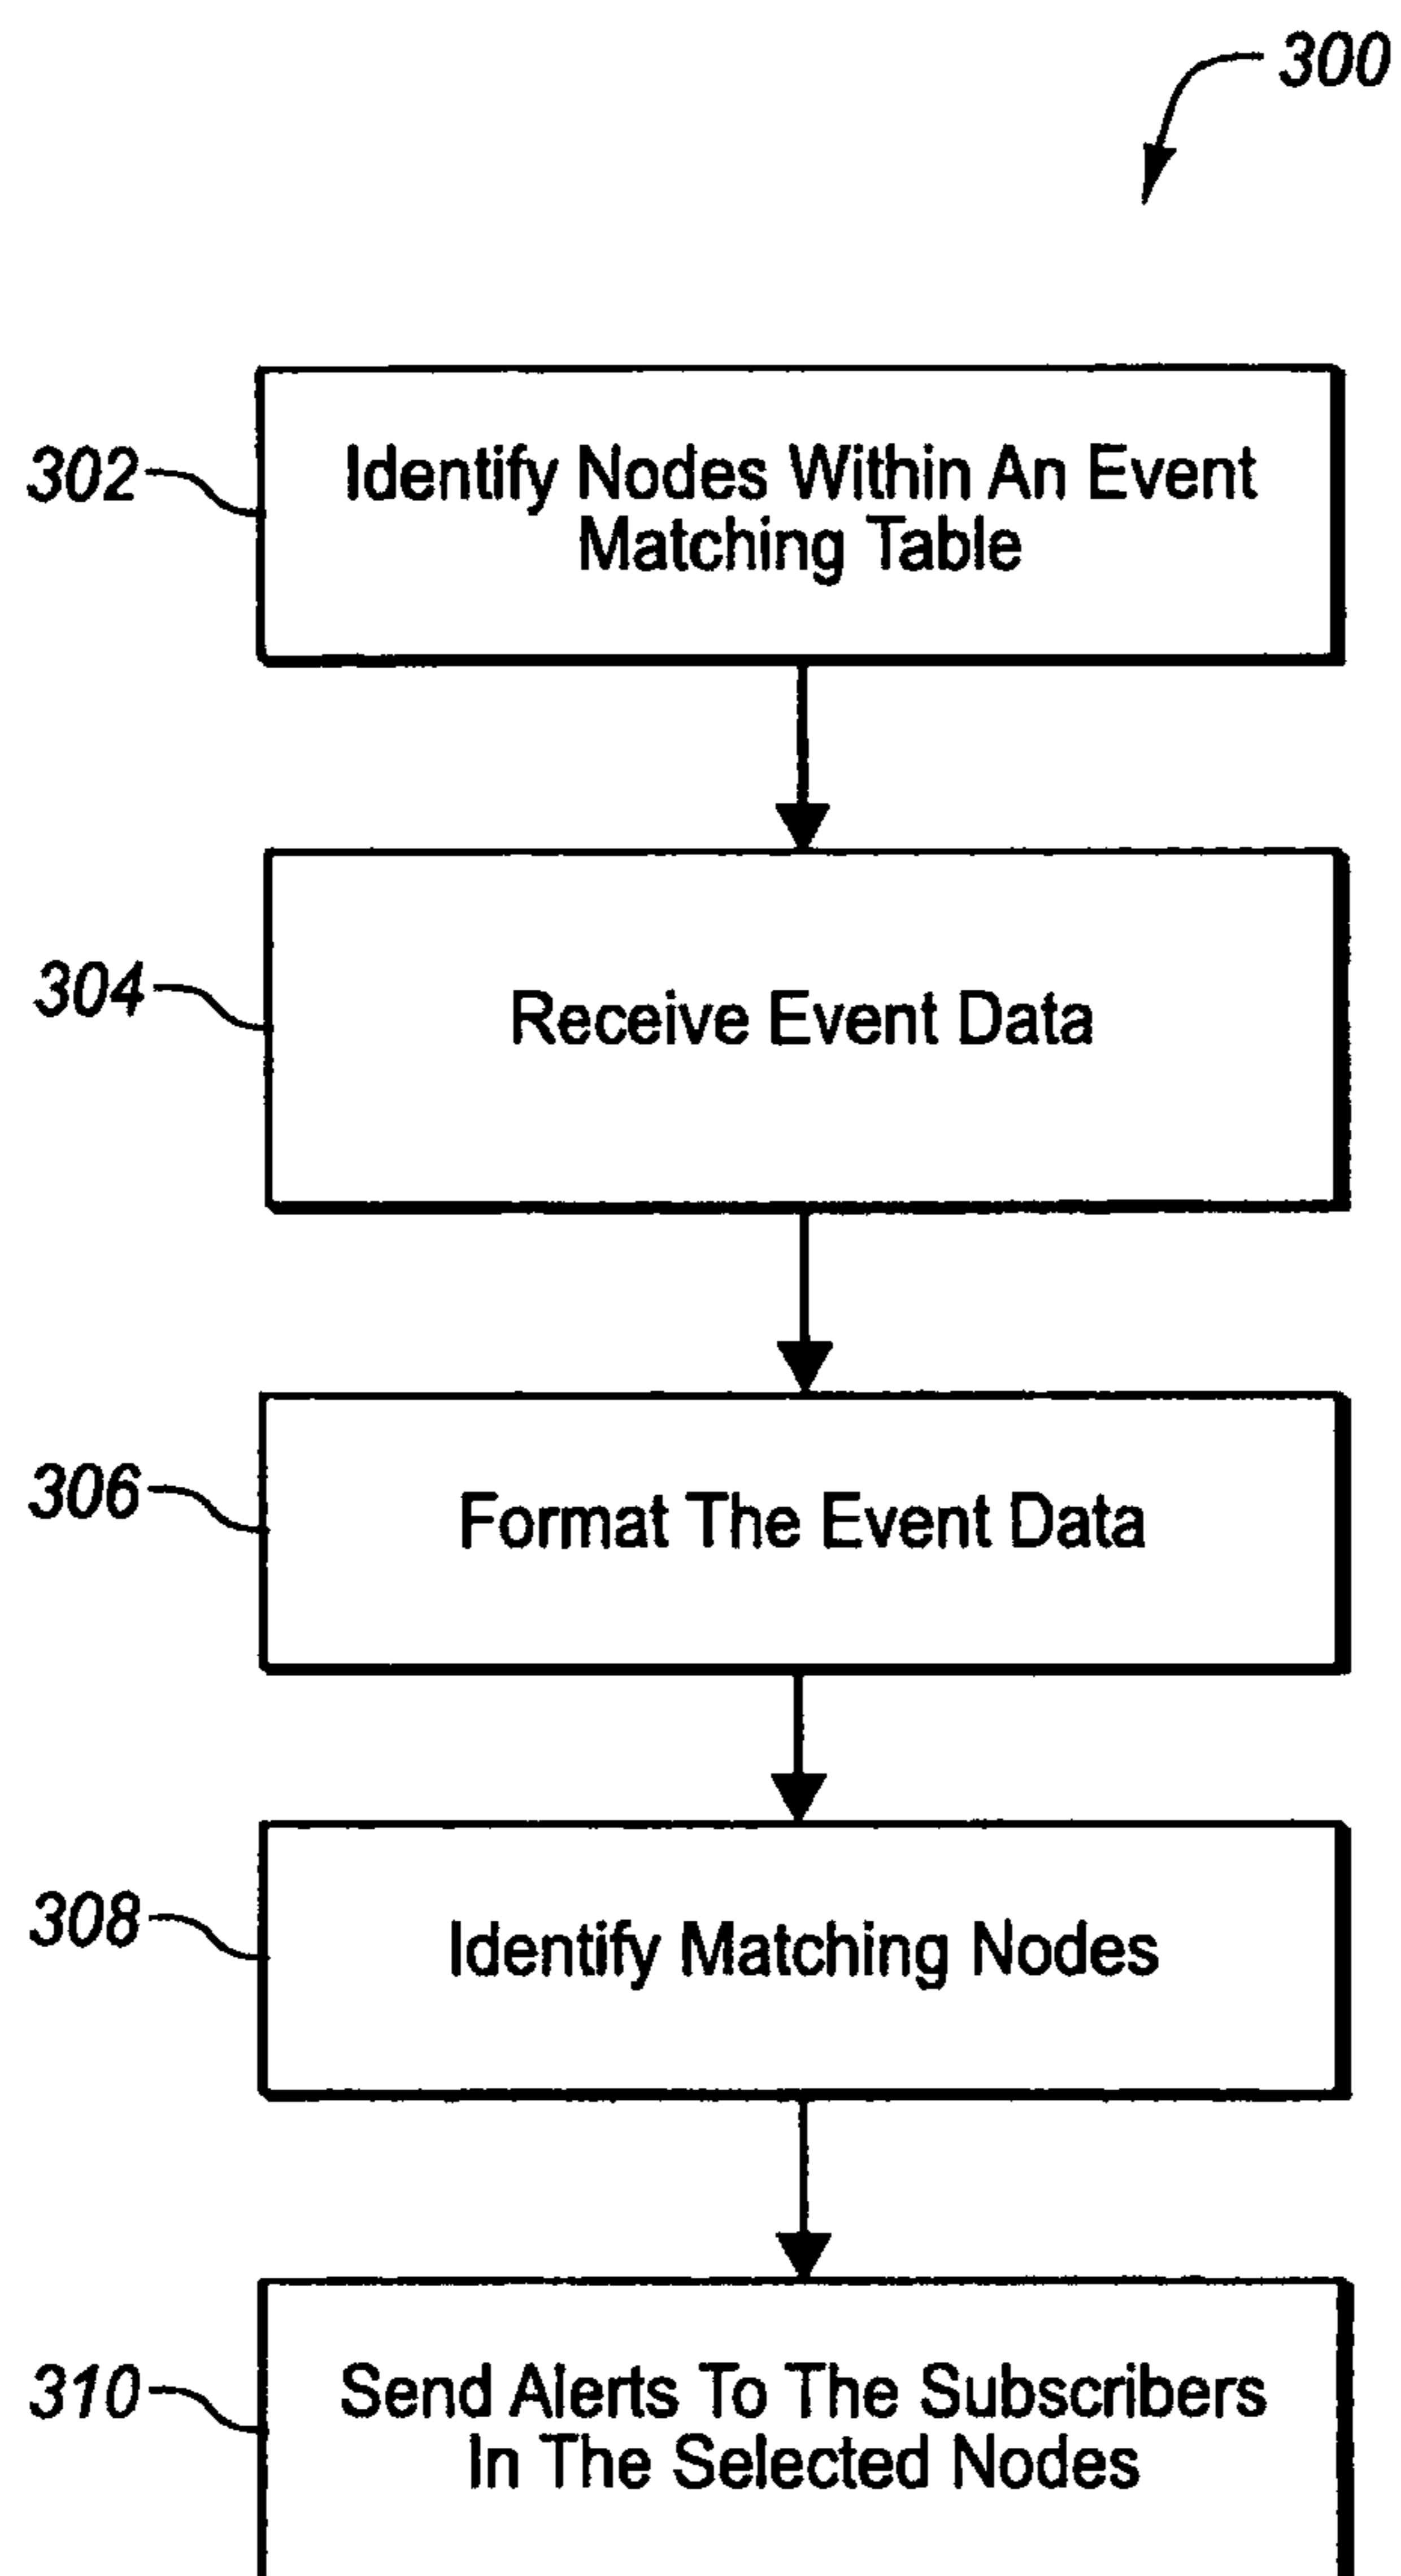 300
302
Identify Nodes Within An Event
Matching Table
304
Receive Event Data
306
Format The Event Data
308
Identify Matching Nodes
310
Send Alerts To The Subscribers
In The Selected Nodes